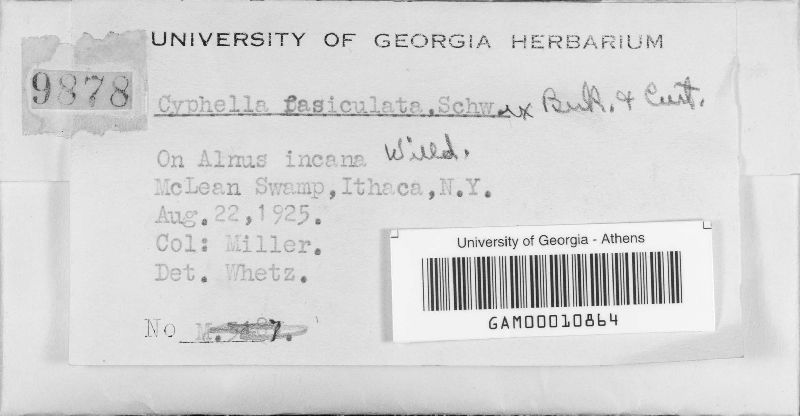 UNIVERSITY OF GEORGIA HERBARIUM
9878
Cyphella fasiculata, Schw. ex Berk. & Curt.
On Alnus incana Willd.
McLean Swamp, Ithaca, N.Y.
Aug. 22, 1925.
Col: Miller.
Det. Whetz.
No M.
University of Georgia - Athens
GAM00010864